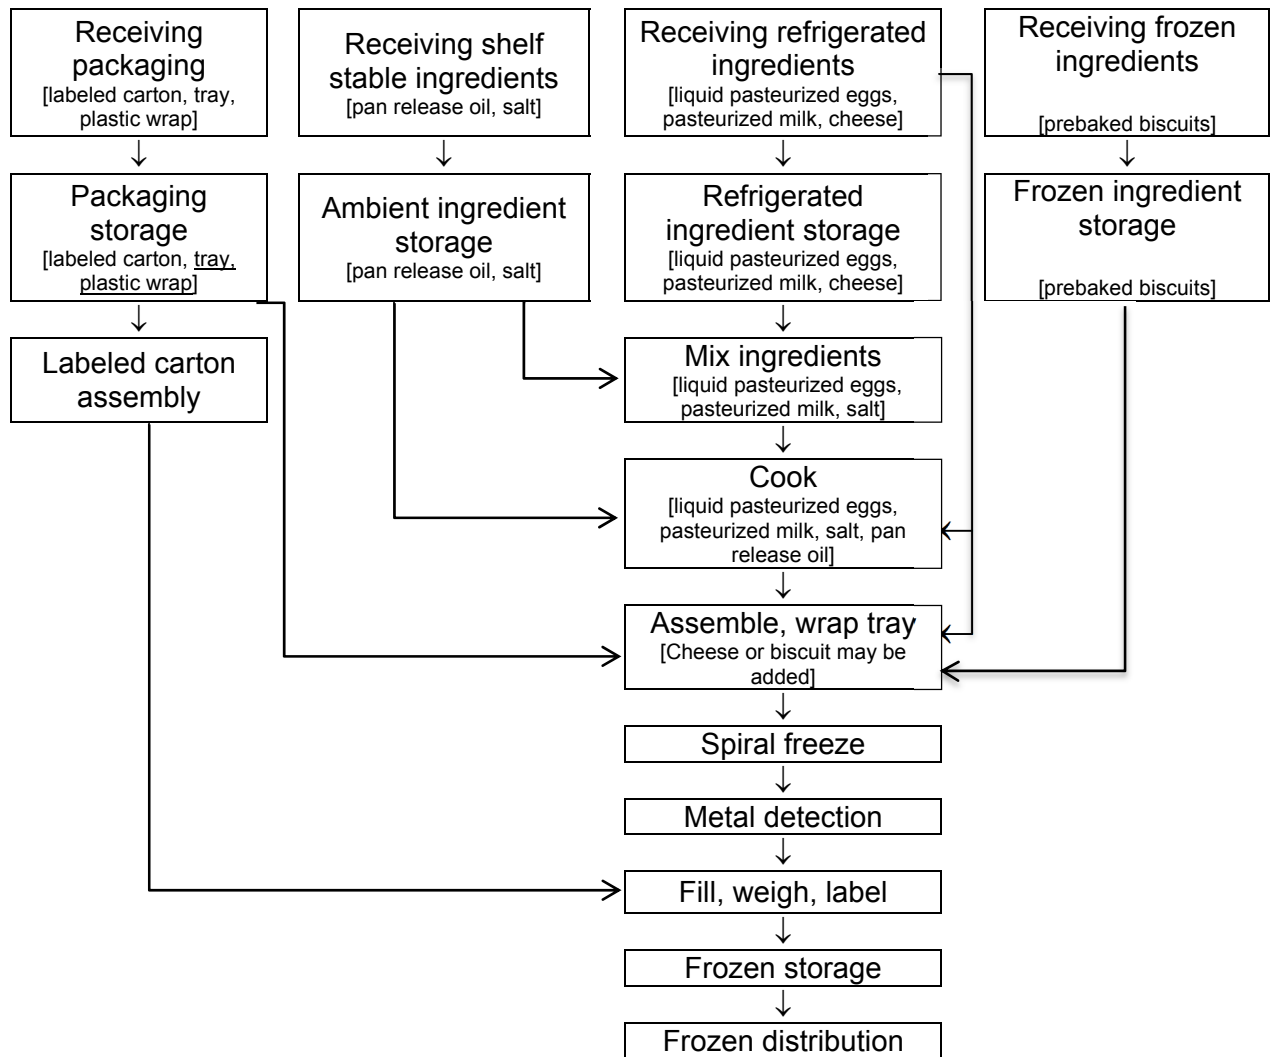 Receiving
packaging
[labeled carton, tray,
plastic wrap]
Receiving shelf
stable ingredients
[pan release oil, salt]
Receiving refrigerated
ingredients
[liquid pasteurized eggs,
pasteurized milk, cheese]
Receiving frozen
ingredients
[prebaked biscuits]
Packaging
storage
[labeled carton, tray,
plastic wrap]
Ambient ingredient
storage
[pan release oil, salt]
Refrigerated
ingredient storage
[liquid pasteurized eggs,
pasteurized milk, cheese]
Frozen ingredient
storage
[prebaked biscuits]
Labeled carton
assembly
Mix ingredients
[liquid pasteurized eggs,
pasteurized milk, salt]
Cook
[liquid pasteurized eggs,
pasteurized milk, salt, pan
release oil]
Assemble, wrap tray
[Cheese or biscuit may be
added]
Spiral freeze
Metal detection
Fill, weigh, label
Frozen storage
Frozen distribution